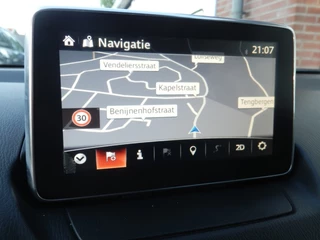 Navigatie
21:07
Vendeliersstraat
Kapelstraat
Benijnenhofstraat
30
2D